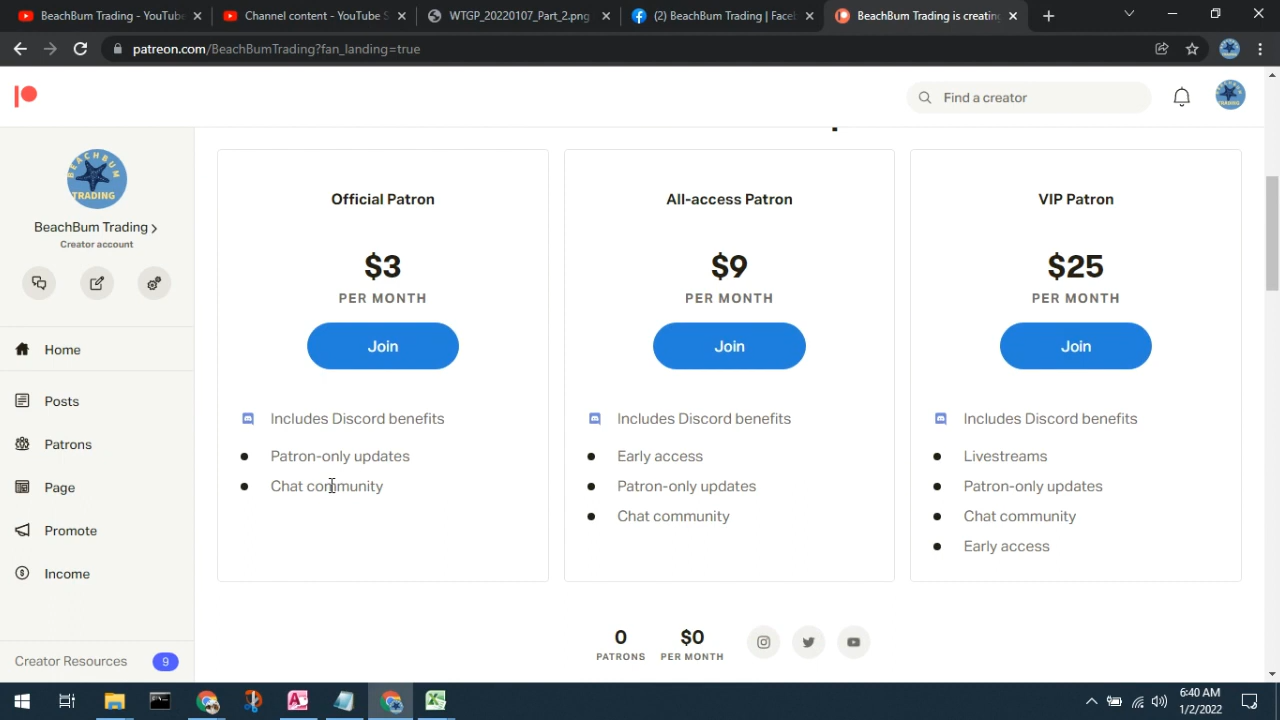 BeachBum Trading - YouTube
Channel content - YouTube S
WTGP_20220107_Part_2.png
(2) BeachBum Trading | Faceb
BeachBum Trading is creating
patreon.com/BeachBumTrading?fan_landing=true
Find a creator
BEACHBUM
TRADING
BeachBum Trading
Creator account
Home
Posts
Patrons
Page
Promote
Income
Creator Resources
9
Official Patron
$3
PER MONTH
Join
Includes Discord benefits
Patron-only updates
Chat community
All-access Patron
$9
PER MONTH
Join
Includes Discord benefits
Early access
Patron-only updates
Chat community
VIP Patron
$25
PER MONTH
Join
Includes Discord benefits
Livestreams
Patron-only updates
Chat community
Early access
0
PATRONS
$0
PER MONTH
6:40 AM
1/2/2022